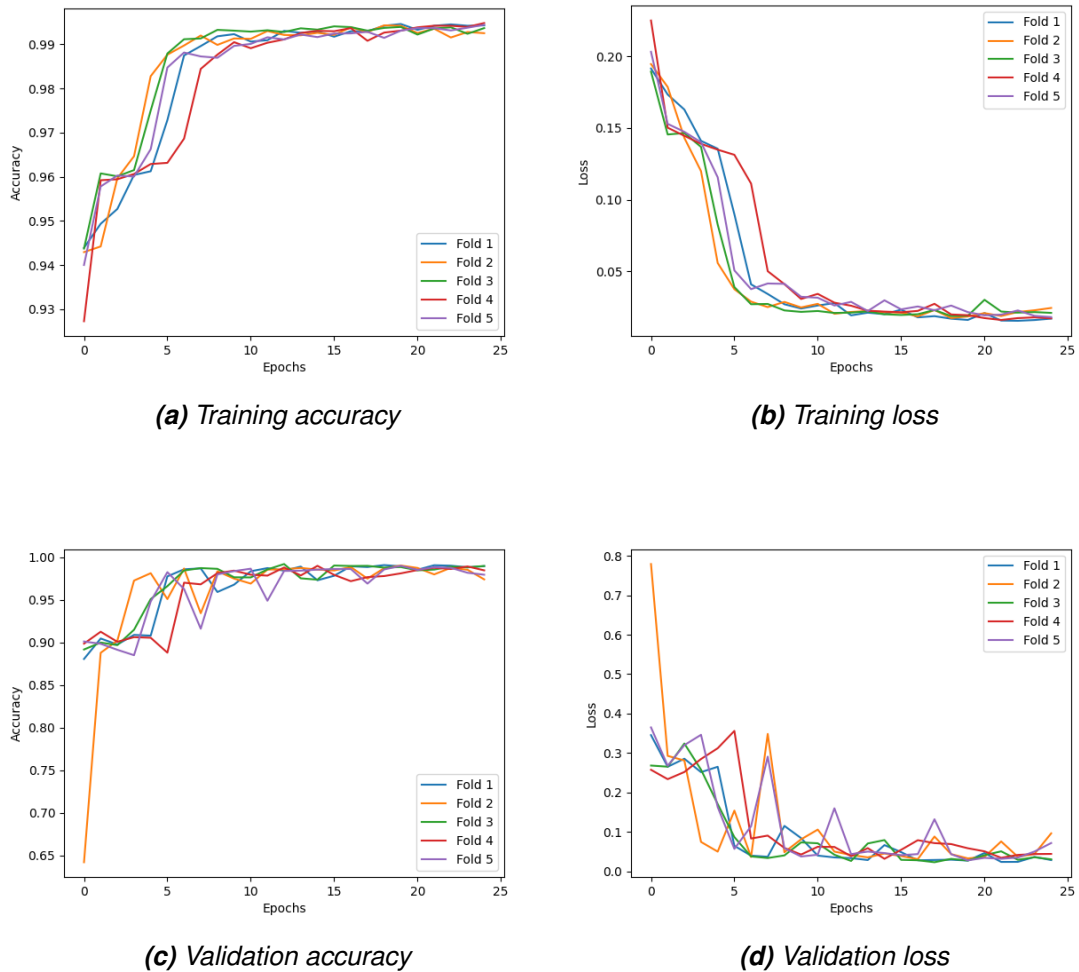 0.99
0.98
0.97
0.96
0.95
0.94
0.93
Accuracy
0 5 10 15 20 25
Epochs
Fold 1
Fold 2
Fold 3
Fold 4
Fold 5
(a) Training accuracy
0.20
0.15
0.10
0.05
Loss
0 5 10 15 20 25
Epochs
Fold 1
Fold 2
Fold 3
Fold 4
Fold 5
(b) Training loss
1.00
0.95
0.90
0.85
0.80
0.75
0.70
0.65
Accuracy
0 5 10 15 20 25
Epochs
Fold 1
Fold 2
Fold 3
Fold 4
Fold 5
(c) Validation accuracy
0.8
0.7
0.6
0.5
0.4
0.3
0.2
0.1
0.0
Loss
0 5 10 15 20 25
Epochs
Fold 1
Fold 2
Fold 3
Fold 4
Fold 5
(d) Validation loss